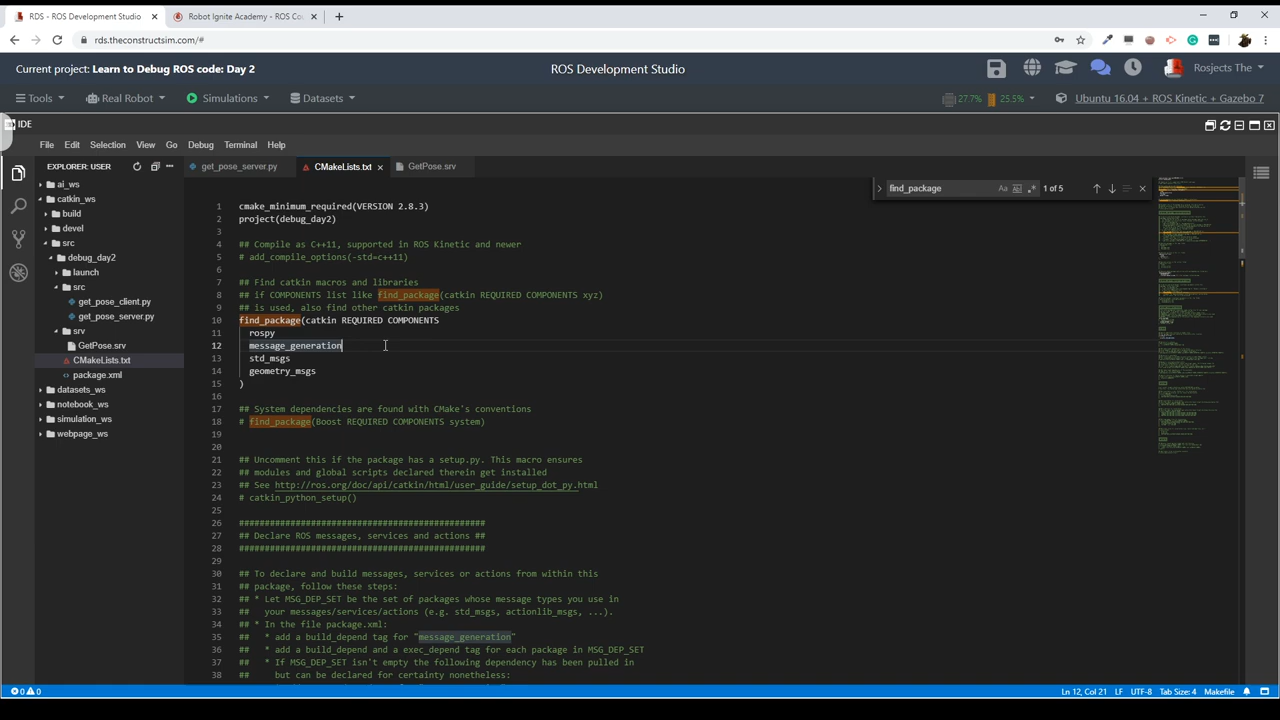 RDS - ROS Development Studio
Robot Ignite Academy - ROS Cou
rds.theconstructsim.com/#
Current project: Learn to Debug ROS code: Day 2
ROS Development Studio
Rosjects The
Tools
Real Robot
Simulations
Datasets
27.7%
25.5%
Ubuntu 16.04 + ROS Kinetic + Gazebo 7
IDE
File Edit Selection View Go Debug Terminal Help
EXPLORER: USER
get_pose_server.py
CMakeLists.txt
GetPose.srv
ai_ws
catkin_ws
build
devel
src
debug_day2
launch
src
get_pose_client.py
get_pose_server.py
srv
GetPose.srv
CMakeLists.txt
package.xml
datasets_ws
notebook_ws
simulation_ws
webpage_ws
find_package
Aa
1 of 5
1 cmake_minimum_required(VERSION 2.8.3)
2 project(debug_day2)
3
4 ## Compile as C++11, supported in ROS Kinetic and newer
5 # add_compile_options(-std=c++11)
6
7 ## Find catkin macros and libraries
8 ## if COMPONENTS list like find_package(catkin REQUIRED COMPONENTS xyz)
9 ## is used, also find other catkin packages
10 find_package(catkin REQUIRED COMPONENTS
11 rospy
12 message_generation
13 std_msgs
14 geometry_msgs
15 )
16
17 ## System dependencies are found with CMake's conventions
18 # find_package(Boost REQUIRED COMPONENTS system)
19
20
21 ## Uncomment this if the package has a setup.py. This macro ensures
22 ## modules and global scripts declared therein get installed
23 ## See http://ros.org/doc/api/catkin/html/user_guide/setup_dot_py.html
24 # catkin_python_setup()
25
26 ################################################
27 ## Declare ROS messages, services and actions ##
28 ################################################
29
30 ## To declare and build messages, services or actions from within this
31 ## package, follow these steps:
32 ## * Let MSG_DEP_SET be the set of packages whose message types you use in
33 ## your messages/services/actions (e.g. std_msgs, actionlib_msgs, ...).
34 ## * In the file package.xml:
35 ## * add a build_depend tag for "message_generation"
36 ## * add a build_depend and a exec_depend tag for each package in MSG_DEP_SET
37 ## * If MSG_DEP_SET isn't empty the following dependency has been pulled in
38 ## but can be declared for certainty nonetheless:
0 0
Ln 12, Col 21 LF UTF-8 Tab Size: 4 Makefile